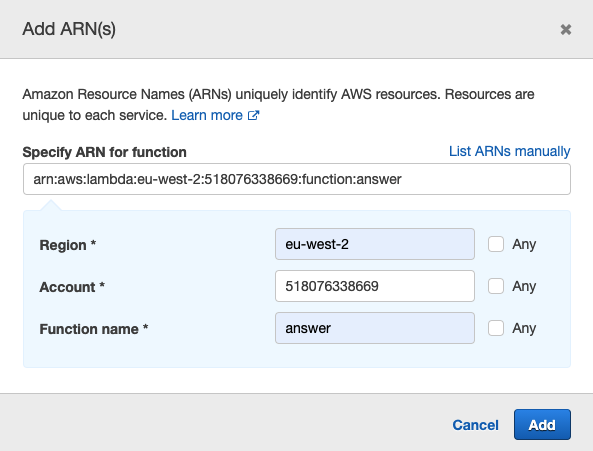 Add ARN(s)
Amazon Resource Names (ARNs) uniquely identify AWS resources. Resources are
unique to each service. Learn more
Specify ARN for function
List ARNs manually
arn:aws:lambda:eu-west-2:518076338669:function:answer
Region * eu-west-2 Any
Account * 518076338669 Any
Function name * answer Any
Cancel Add